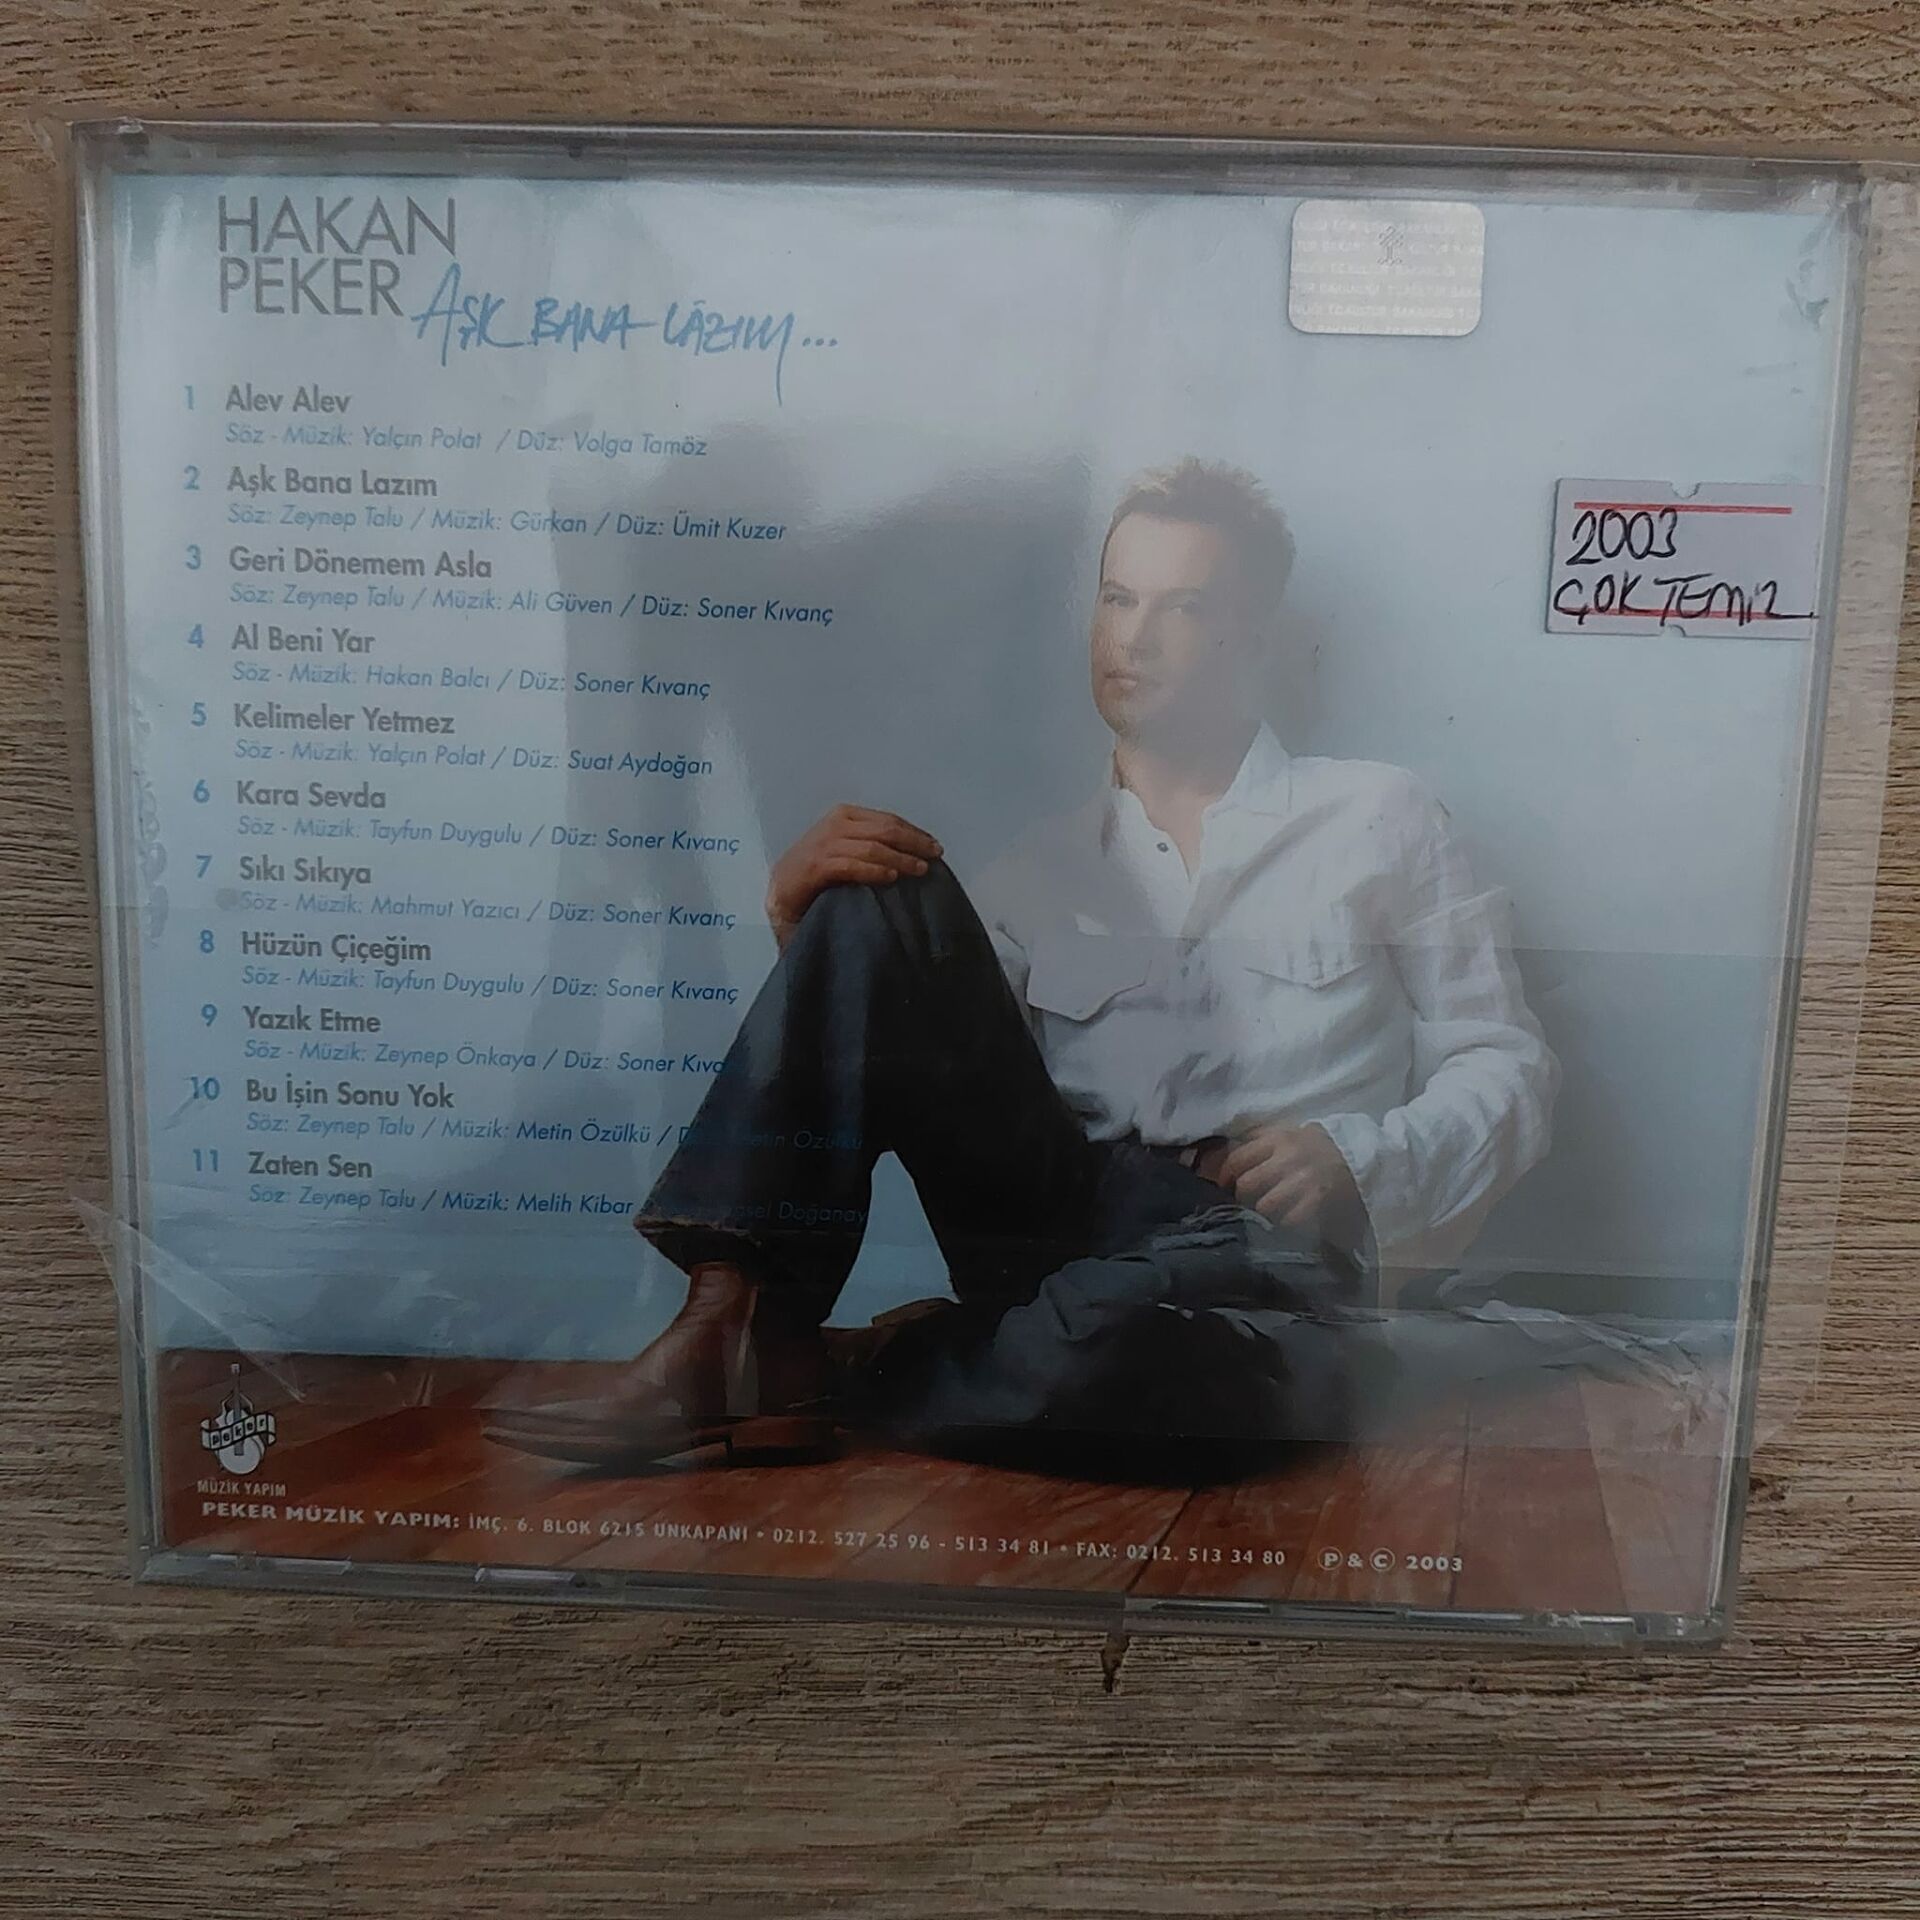 HAKAN
PEKER
AŞK BANA LÂZIM...
1 Alev Alev
Söz - Müzik: Yalçın Polat / Düz: Volga Tamöz
2 Aşk Bana Lazım
Söz: Zeynep Talu / Müzik: Gürkan / Düz: Ümit Kuzer
3 Geri Dönemem Asla
Söz: Zeynep Talu / Müzik: Ali Güven / Düz: Soner Kıvanç
4 Al Beni Yar
Söz - Müzik: Hakan Balcı / Düz: Soner Kıvanç
5 Kelimeler Yetmez
Söz - Müzik: Yalçın Polat / Düz: Suat Aydoğan
6 Kara Sevda
Söz - Müzik: Tayfun Duygulu / Düz: Soner Kıvanç
7 Sıkı Sıkıya
Söz - Müzik: Mahmut Yazıcı / Düz: Soner Kıvanç
8 Hüzün Çiçeğim
Söz - Müzik: Tayfun Duygulu / Düz: Soner Kıvanç
9 Yazık Etme
Söz - Müzik: Zeynep Önkaya / Düz: Soner
10 Bu İşin Sonu Yok
Söz: Zeynep Talu / Müzik: Metin Özülkü / Metin Özülkü
11 Zaten Sen
Söz: Zeynep Talu / Müzik: Melih Kibar Doğanay
2003
ÇOK TEMİZ
peker
MÜZİK YAPIM
PEKER MÜZİK YAPIM: İMÇ. 6. BLOK 6215 UNKAPANI • 0212. 527 25 96 - 513 34 81 • FAX: 0212. 513 34 80 Ⓟ & © 2003